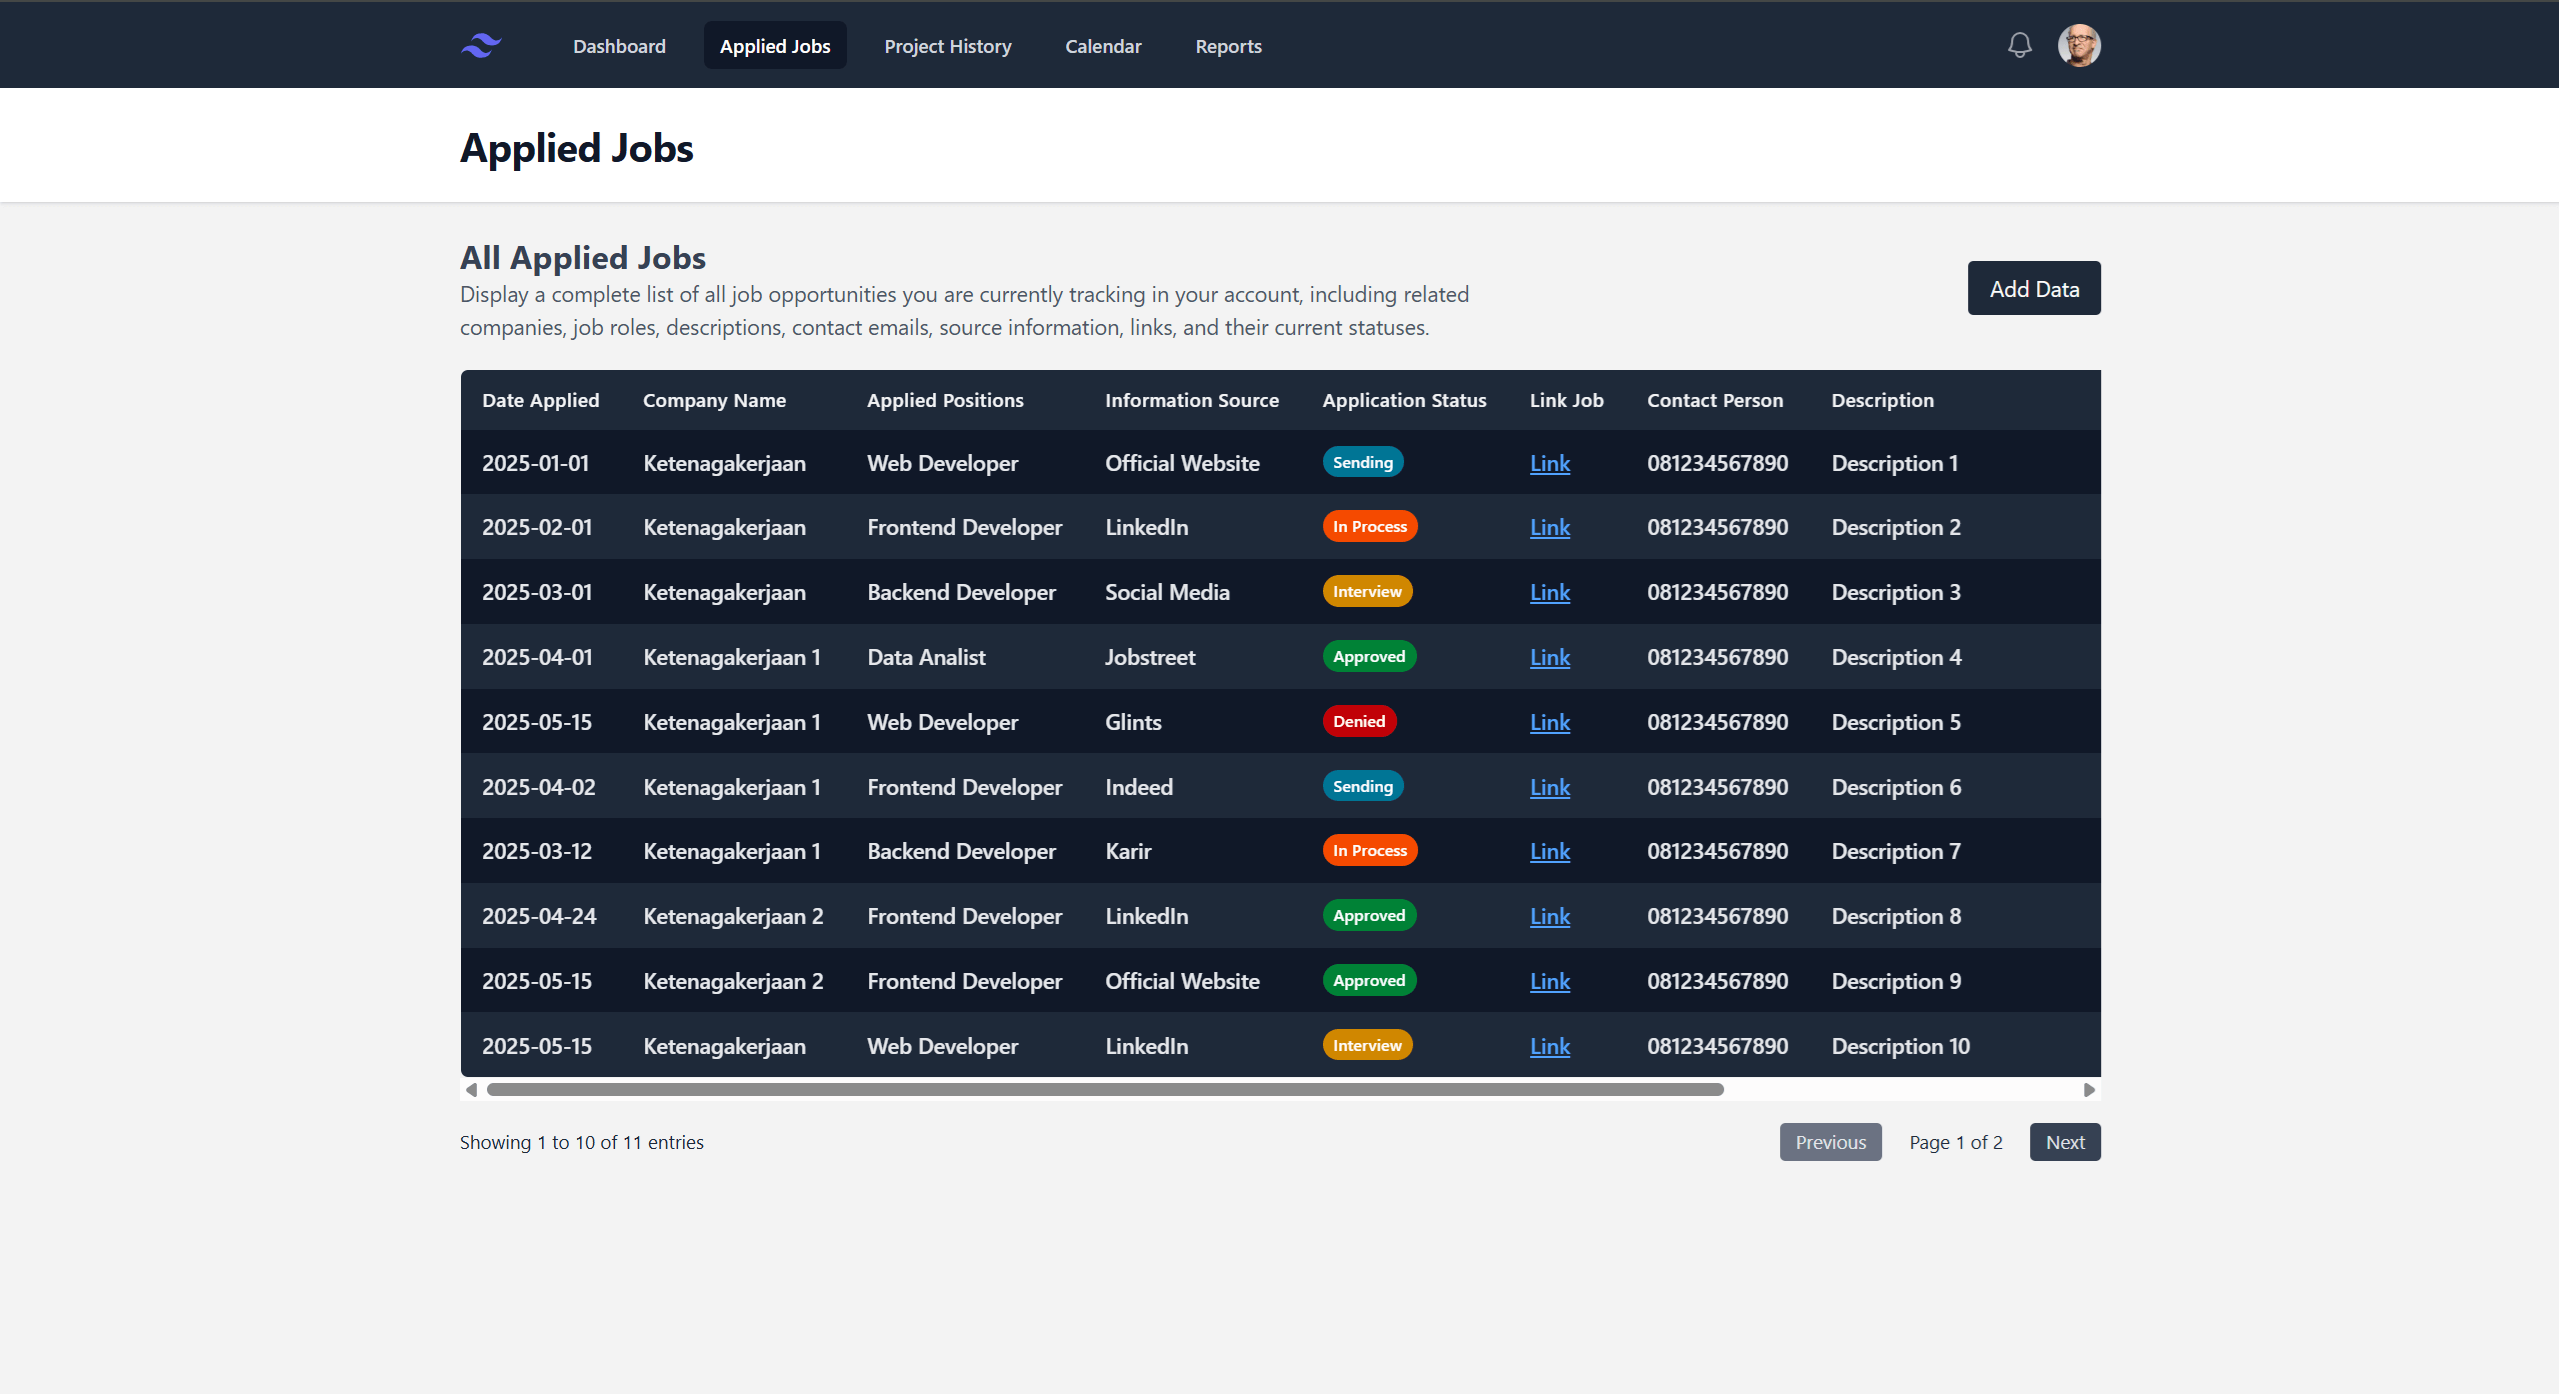 Dashboard Applied Jobs Project History Calendar Reports
Applied Jobs
All Applied Jobs
Display a complete list of all job opportunities you are currently tracking in your account, including related
companies, job roles, descriptions, contact emails, source information, links, and their current statuses.
Add Data
Date Applied Company Name Applied Positions Information Source Application Status Link Job Contact Person Description
2025-01-01 Ketenagakerjaan Web Developer Official Website Sending Link 081234567890 Description 1
2025-02-01 Ketenagakerjaan Frontend Developer LinkedIn In Process Link 081234567890 Description 2
2025-03-01 Ketenagakerjaan Backend Developer Social Media Interview Link 081234567890 Description 3
2025-04-01 Ketenagakerjaan 1 Data Analist Jobstreet Approved Link 081234567890 Description 4
2025-05-15 Ketenagakerjaan 1 Web Developer Glints Denied Link 081234567890 Description 5
2025-04-02 Ketenagakerjaan 1 Frontend Developer Indeed Sending Link 081234567890 Description 6
2025-03-12 Ketenagakerjaan 1 Backend Developer Karir In Process Link 081234567890 Description 7
2025-04-24 Ketenagakerjaan 2 Frontend Developer LinkedIn Approved Link 081234567890 Description 8
2025-05-15 Ketenagakerjaan 2 Frontend Developer Official Website Approved Link 081234567890 Description 9
2025-05-15 Ketenagakerjaan Web Developer LinkedIn Interview Link 081234567890 Description 10
Showing 1 to 10 of 11 entries
Previous Page 1 of 2 Next